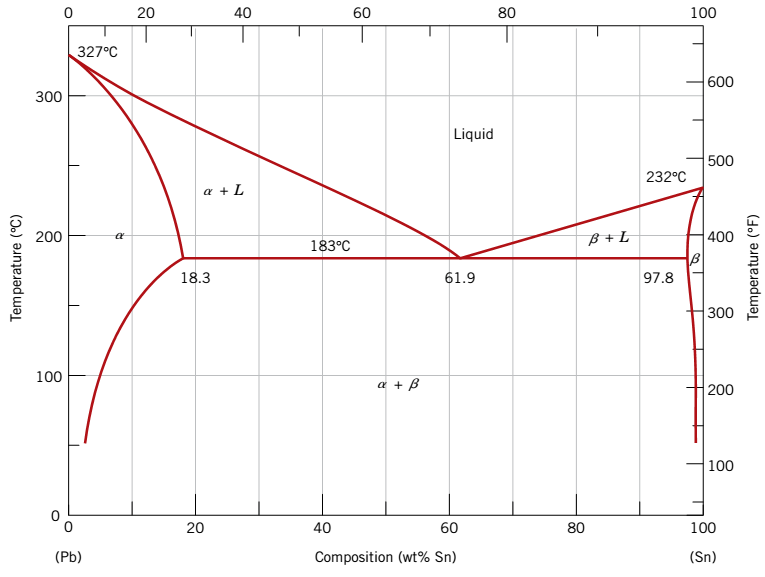 0 20 40 60 80 100
327°C
300
600
Liquid
500
232°C
α + L
α
200
183°C
β + L
400
β
18.3 61.9 97.8
300
α + β
100
200
100
0
0 20 40 60 80 100
(Pb) Composition (wt% Sn) (Sn)
Temperature (°C)
Temperature (°F)